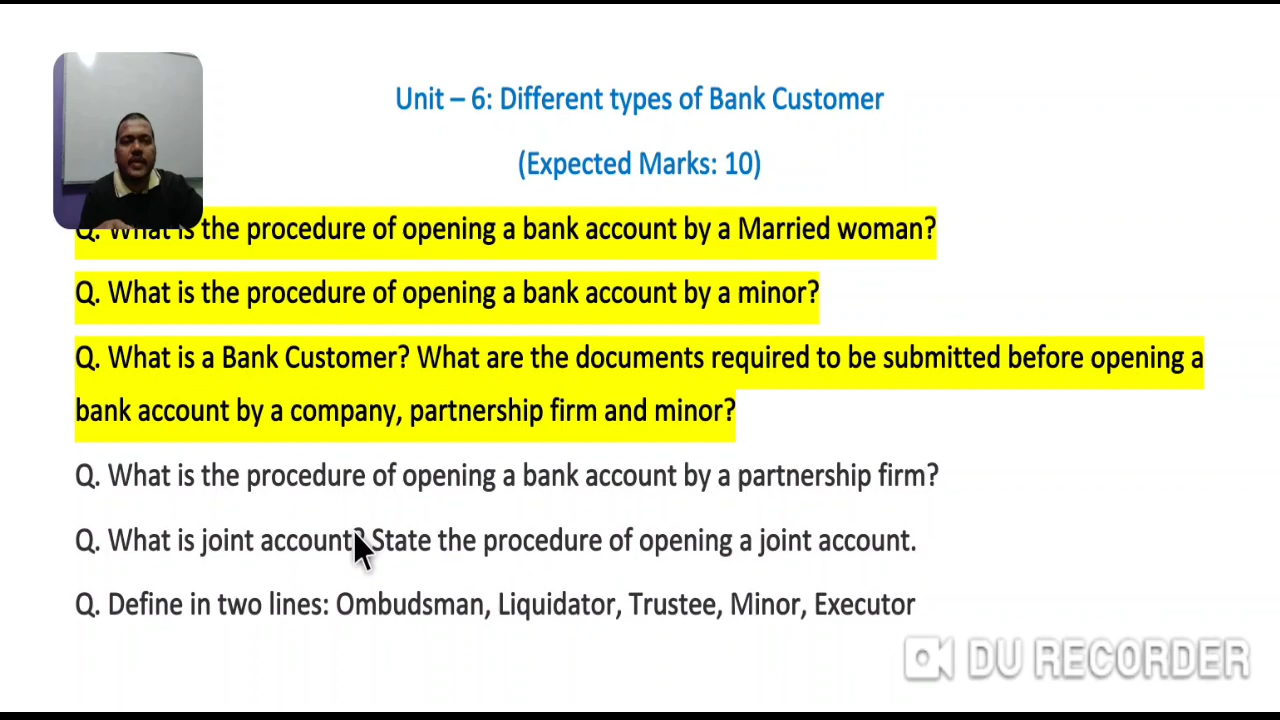 Unit – 6: Different types of Bank Customer
(Expected Marks: 10)
Q. What is the procedure of opening a bank account by a Married woman?
Q. What is the procedure of opening a bank account by a minor?
Q. What is a Bank Customer? What are the documents required to be submitted before opening a
bank account by a company, partnership firm and minor?
Q. What is the procedure of opening a bank account by a partnership firm?
Q. What is joint account? State the procedure of opening a joint account.
Q. Define in two lines: Ombudsman, Liquidator, Trustee, Minor, Executor
DU RECORDER